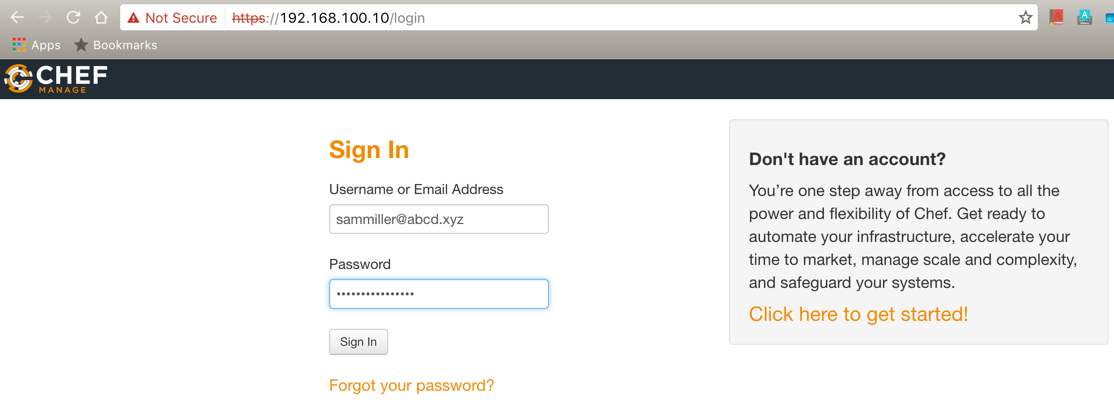 Not Secure https://192.168.100.10/login
Apps Bookmarks
CHEF
MANAGE
Sign In
Username or Email Address
sammiller@abcd.xyz
Password
••••••••••••••••
Sign In
Forgot your password?
Don't have an account?
You’re one step away from access to all the
power and flexibility of Chef. Get ready to
automate your infrastructure, accelerate your
time to market, manage scale and complexity,
and safeguard your systems.
Click here to get started!